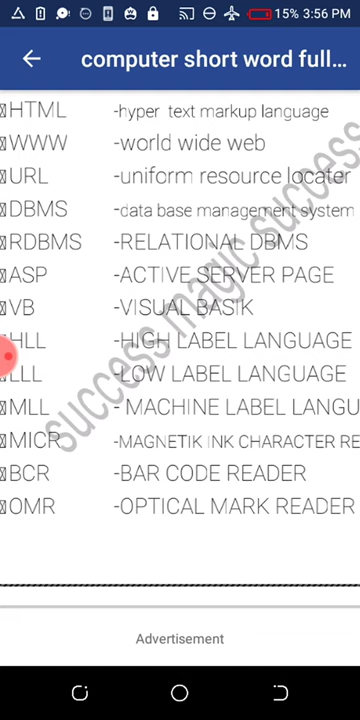 15% 3:56 PM
computer short word full...
HTML -hyper text markup language
WWW -world wide web
URL -uniform resource locater
DBMS -data base management system
RDBMS -RELATIONAL DBMS
ASP -ACTIVE SERVER PAGE
VB -VISUAL BASIK
HLL -HIGH LABEL LANGUAGE
LLL -LOW LABEL LANGUAGE
MLL - MACHINE LABEL LANGU
MICR -MAGNETIK INK CHARACTER RE
BCR -BAR CODE READER
OMR -OPTICAL MARK READER
success magic success
Advertisement